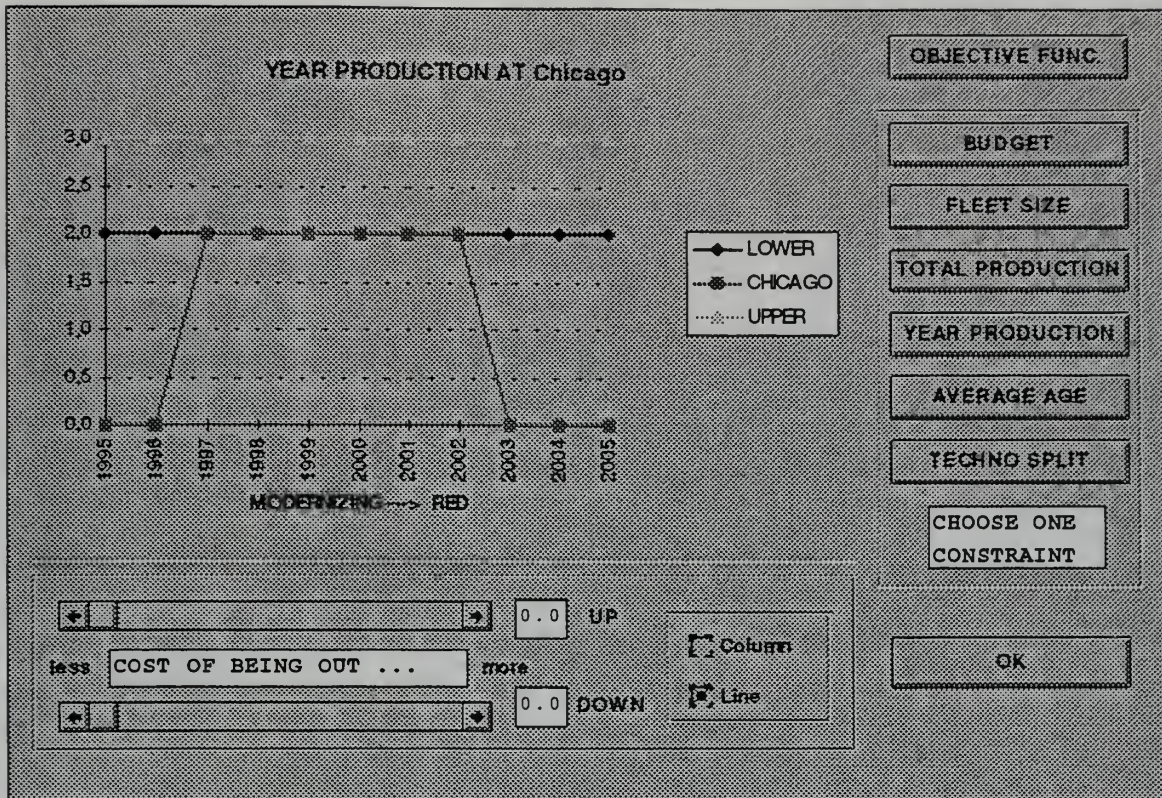 YEAR PRODUCTION AT Chicago
3,0
2,5
2,0
1,5
1,0
0,5
0,0
1995
1996
1997
1998
1999
2000
2001
2002
2003
2004
2005
MODERNIZING --> RED
LOWER
CHICAGO
UPPER
OBJECTIVE FUNC.
BUDGET
FLEET SIZE
TOTAL PRODUCTION
YEAR PRODUCTION
AVERAGE AGE
TECHNO SPLIT
CHOOSE ONE
CONSTRAINT
0.0 UP
less COST OF BEING OUT ... more
0.0 DOWN
Column
Line
OK